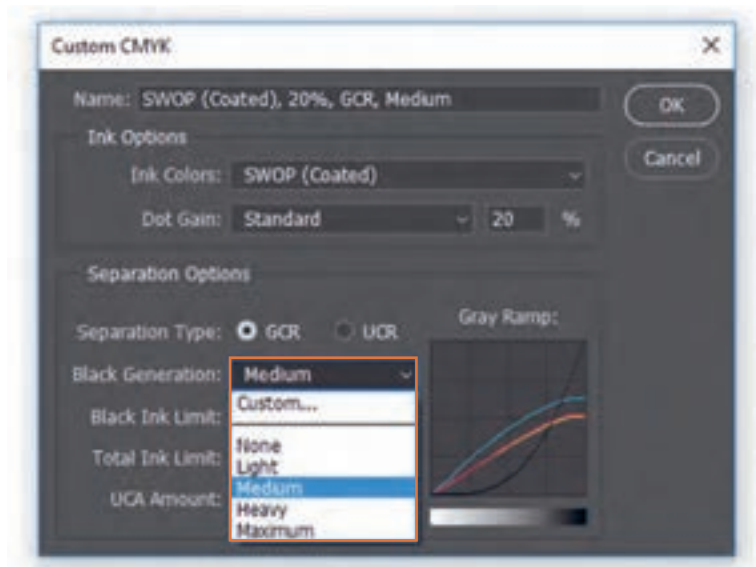 Custom CMYK
Name: SWOP (Coated), 20%, GCR, Medium
OK
Ink Options
Cancel
Ink Colors: SWOP (Coated)
Dot Gain: Standard 20 %
Separation Options
Separation Type: GCR UCR
Gray Ramp:
Black Generation: Medium
Custom...
Black Ink Limit:
None
Total Ink Limit:
Light
Medium
UCA Amount:
Heavy
Maximum